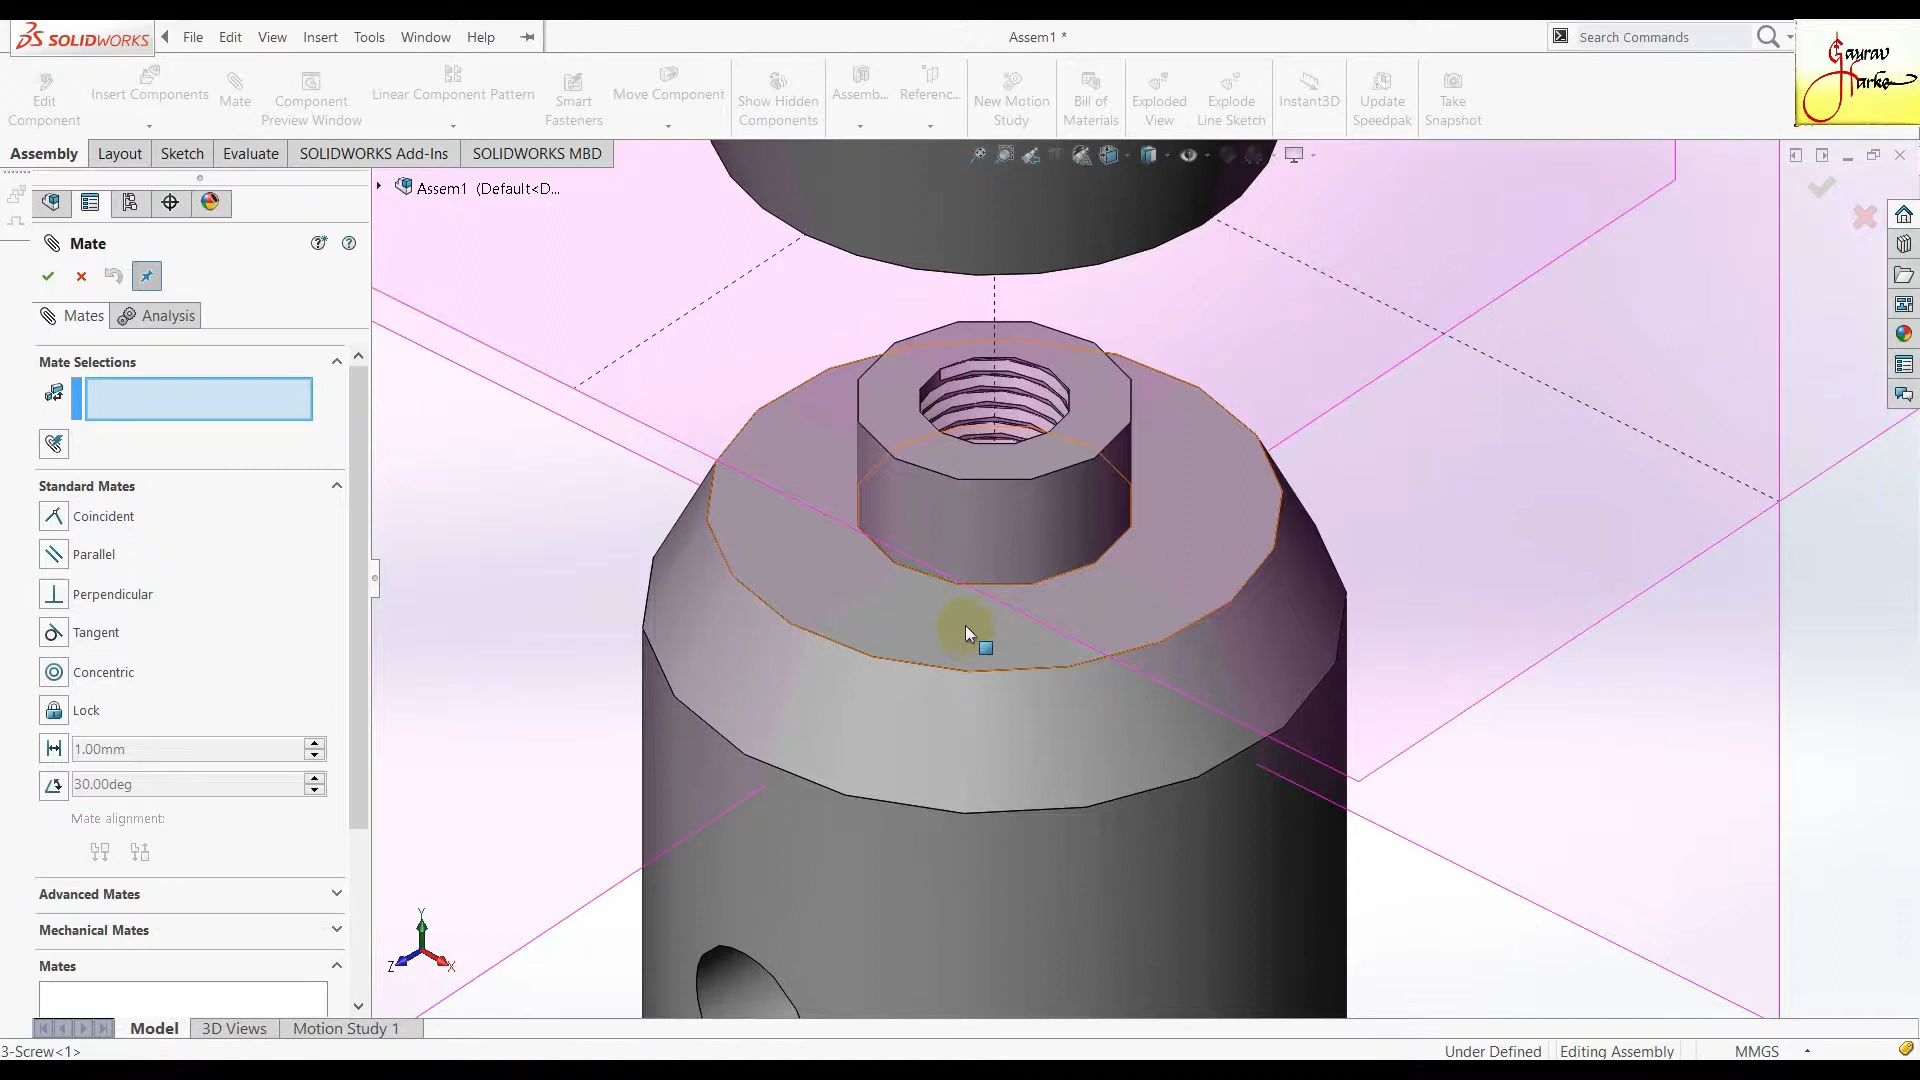 SOLIDWORKS File Edit View Insert Tools Window Help Assem1 * Search Commands
Gaurav
Harke
Edit
Component
Insert Components
Mate
Component
Preview Window
Linear Component Pattern
Smart
Fasteners
Move Component
Show Hidden
Components
Assemb...
Referenc...
New Motion
Study
Bill of
Materials
Exploded
View
Explode
Line Sketch
Instant3D
Update
Speedpak
Take
Snapshot
Assembly Layout Sketch Evaluate SOLIDWORKS Add-Ins SOLIDWORKS MBD
Assem1 (Default<D...
Mate
Mates Analysis
Mate Selections
Standard Mates
Coincident
Parallel
Perpendicular
Tangent
Concentric
Lock
1.00mm
30.00deg
Mate alignment:
Advanced Mates
Mechanical Mates
Mates
Y
Z X
Model 3D Views Motion Study 1
3-Screw<1> Under Defined Editing Assembly MMGS